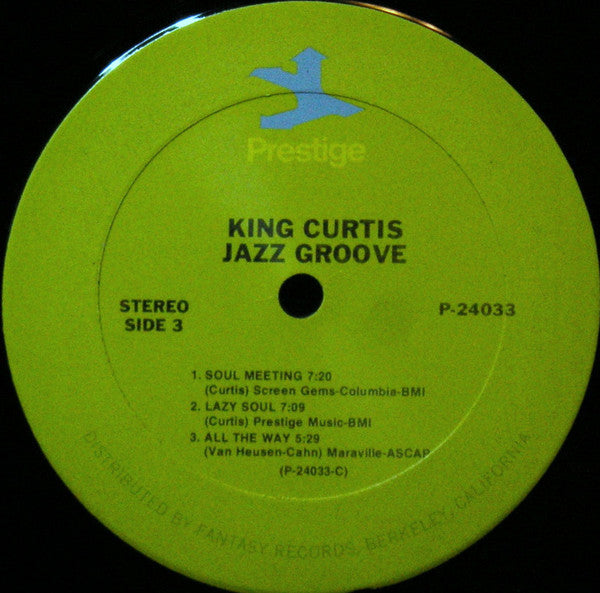 Prestige
KING CURTIS
JAZZ GROOVE
STEREO
SIDE 3
P-24033
1. SOUL MEETING 7:20
(Curtis) Screen Gems-Columbia-BMI
2. LAZY SOUL 7:09
(Curtis) Prestige Music-BMI
3. ALL THE WAY 5:29
(Van Heusen-Cahn) Maraville-ASCAP
(P-24033-C)
DISTRIBUTED BY FANTASY RECORDS, BERKELEY, CALIFORNIA